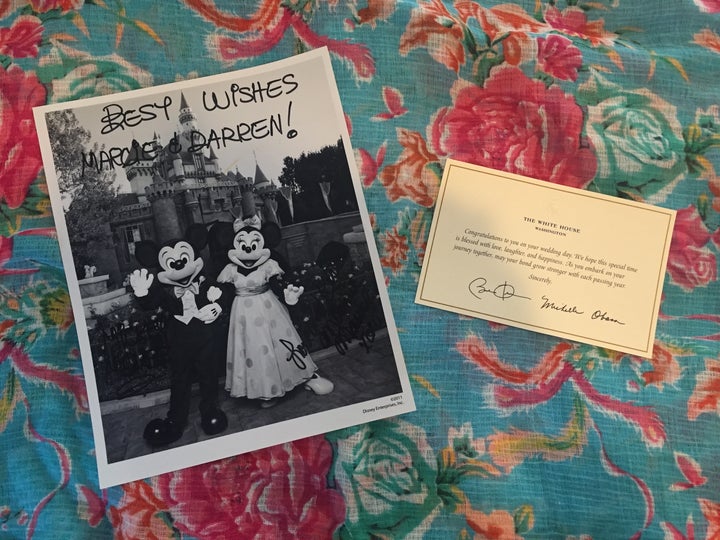 BEST WISHES
MARCIE & DARREN!
©2011
Disney Enterprises, Inc.
THE WHITE HOUSE
WASHINGTON
Congratulations to you on your wedding day. We hope this special time
is blessed with love, laughter, and happiness. As you embark on your
journey together, may your bond grow stronger with each passing year.
Sincerely,
Michelle Obama